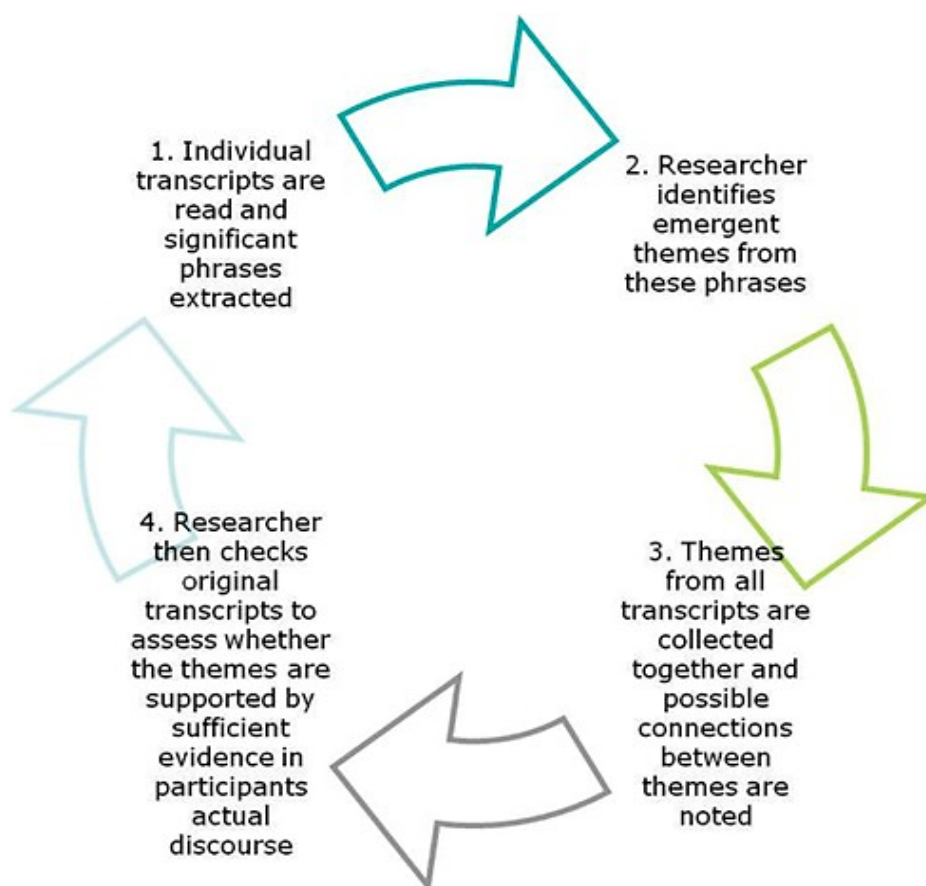 1. Individual
transcripts are
read and
significant
phrases
extracted
2. Researcher
identifies
emergent
themes from
these phrases
3. Themes
from all
transcripts are
collected
together and
possible
connections
between
themes are
noted
4. Researcher
then checks
original
transcripts to
assess whether
the themes are
supported by
sufficient
evidence in
participants
actual
discourse